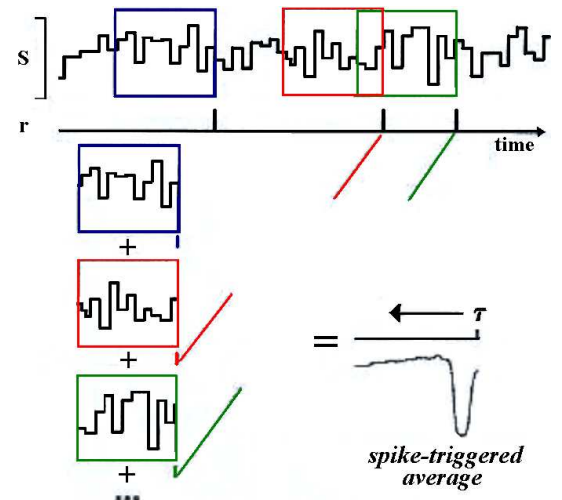 S
r
time
+
+
+
...
=
τ
spike-triggered
average